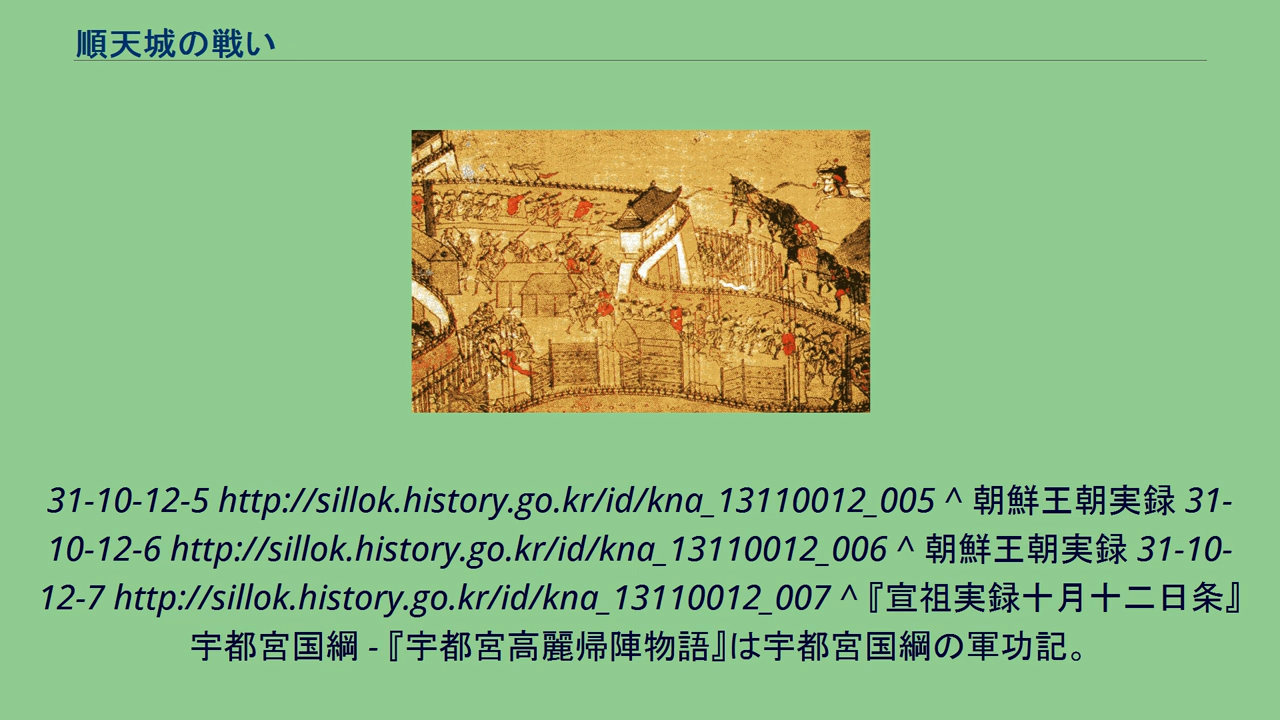 順天城の戦い
31-10-12-5 http://sillok.history.go.kr/id/kna_13110012_005 ^ 朝鮮王朝実録 31-
10-12-6 http://sillok.history.go.kr/id/kna_13110012_006 ^ 朝鮮王朝実録 31-10-
12-7 http://sillok.history.go.kr/id/kna_13110012_007 ^『宣祖実録十月十二日条』
宇都宮国綱 -『宇都宮高麗帰陣物語』は宇都宮国綱の軍功記。